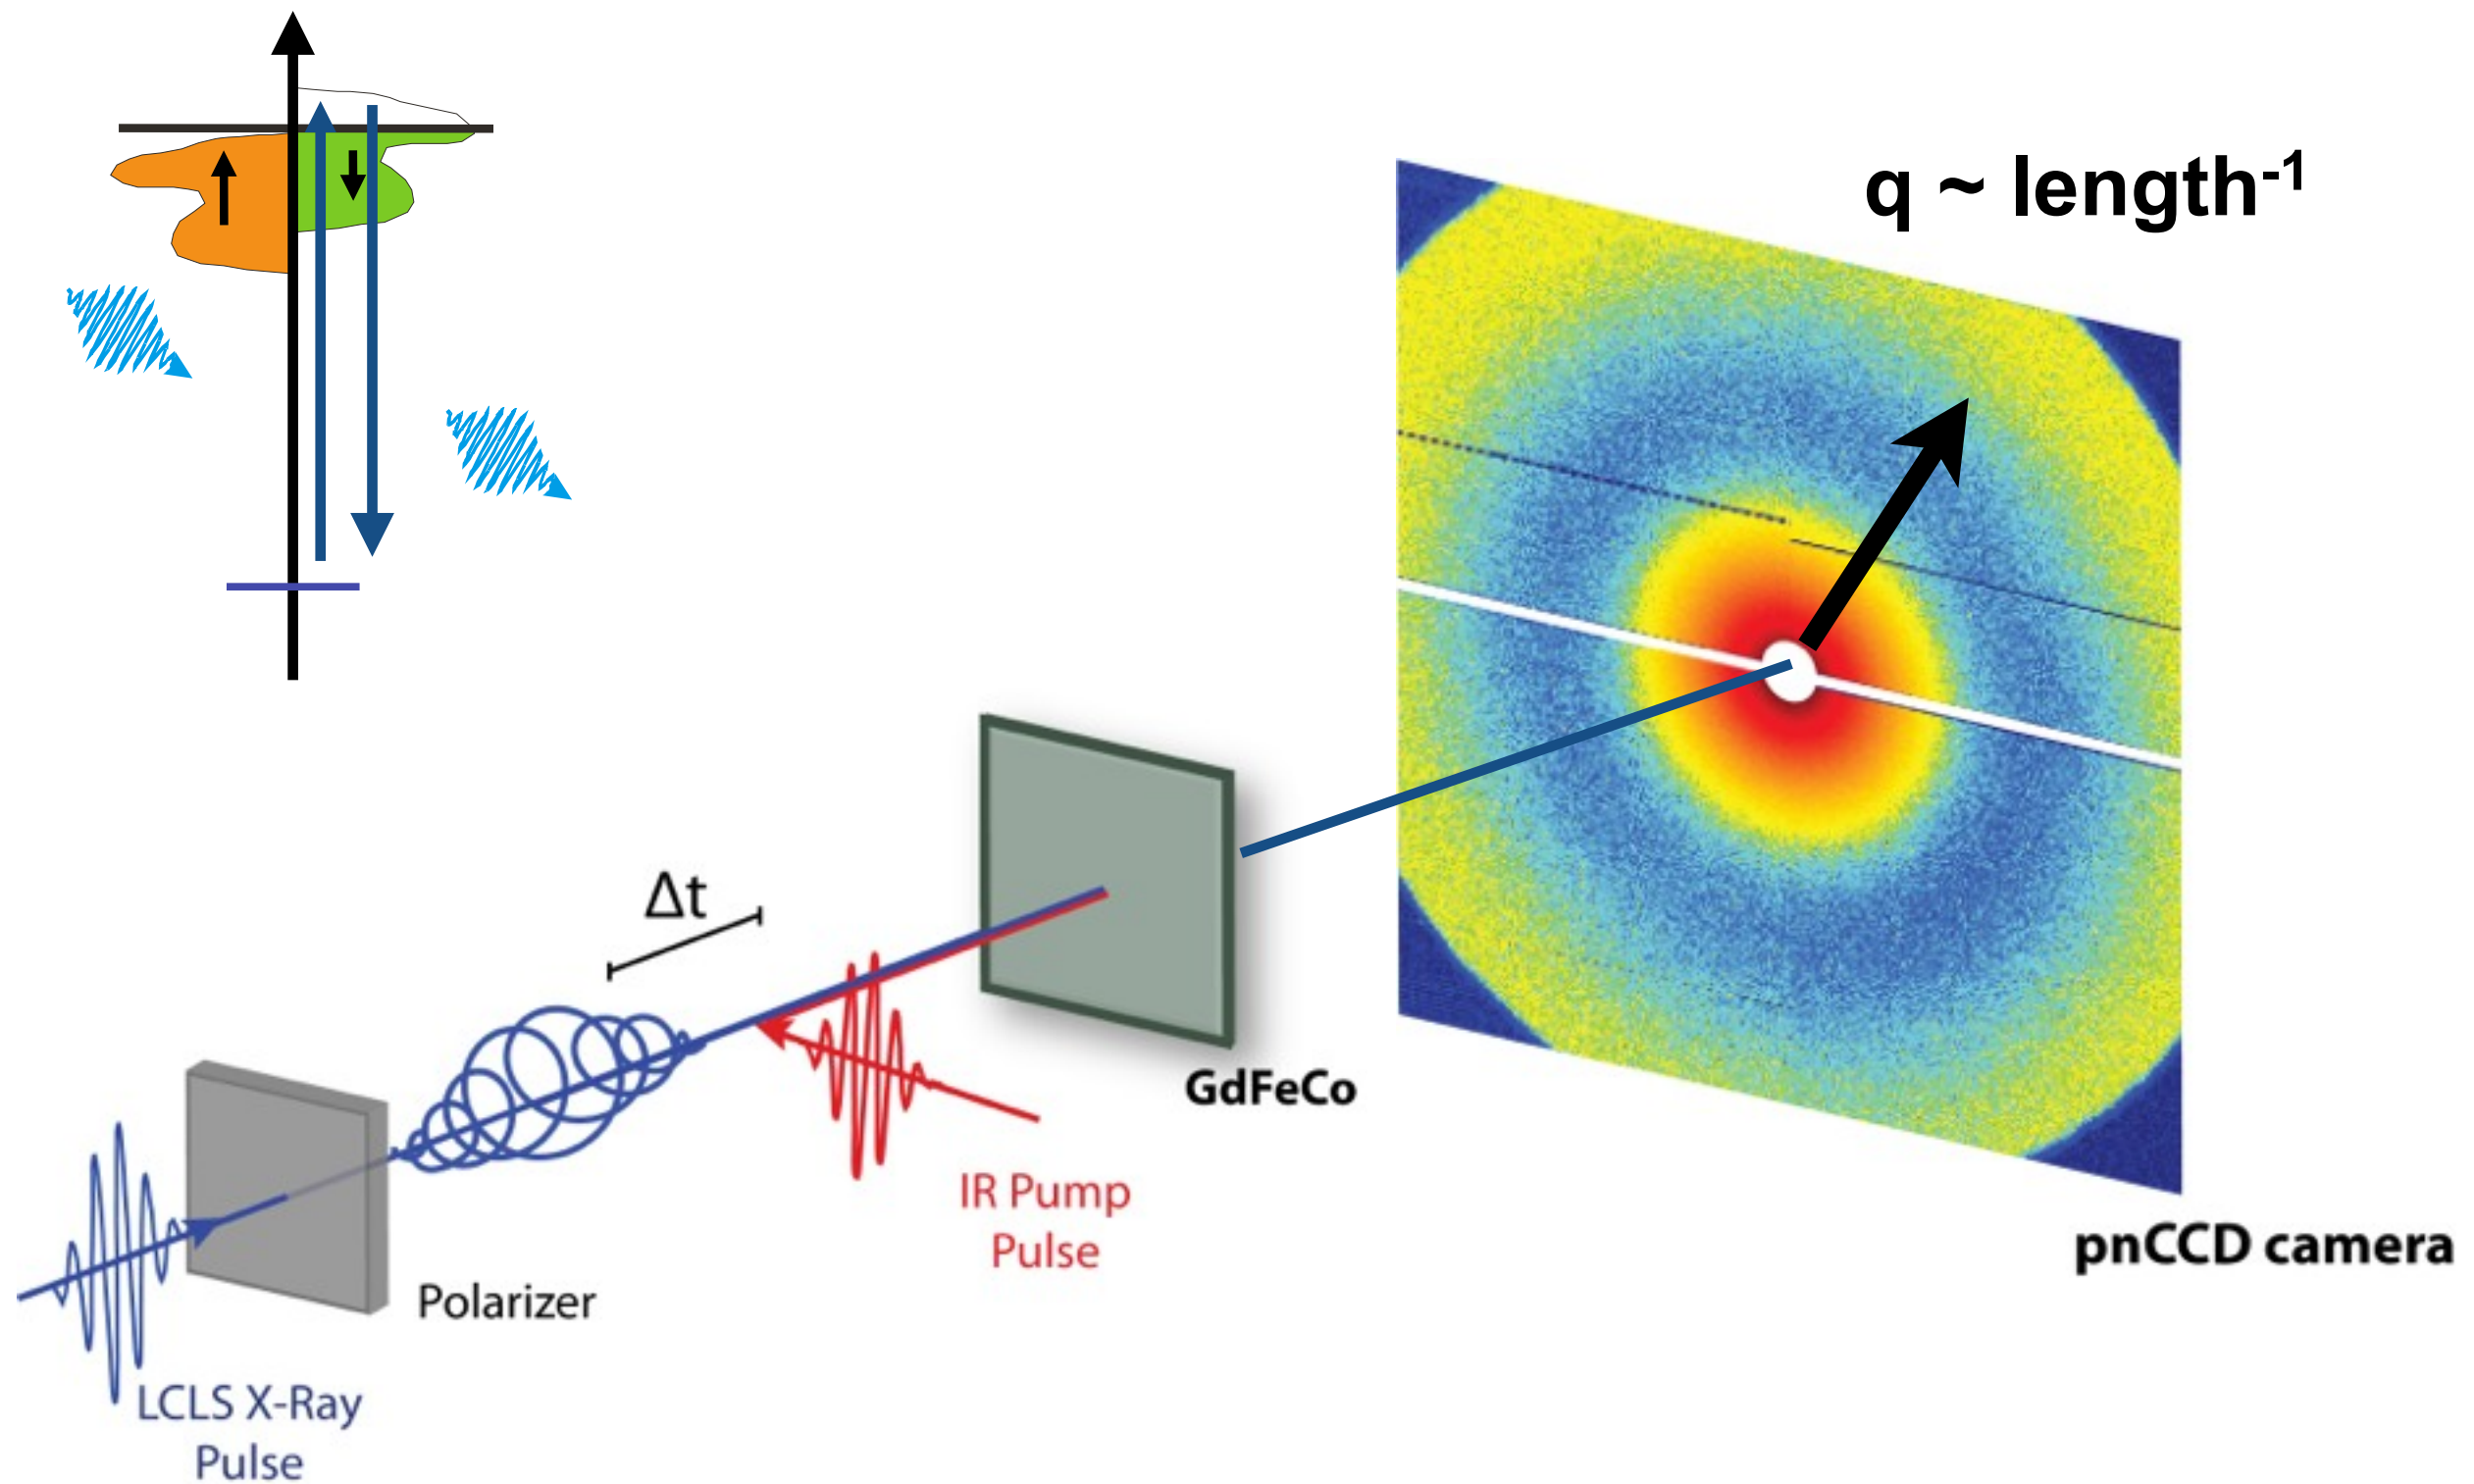 q ~ length-1
Δt
GdFeCo
IR Pump
Pulse
pnCCD camera
Polarizer
LCLS X-Ray
Pulse